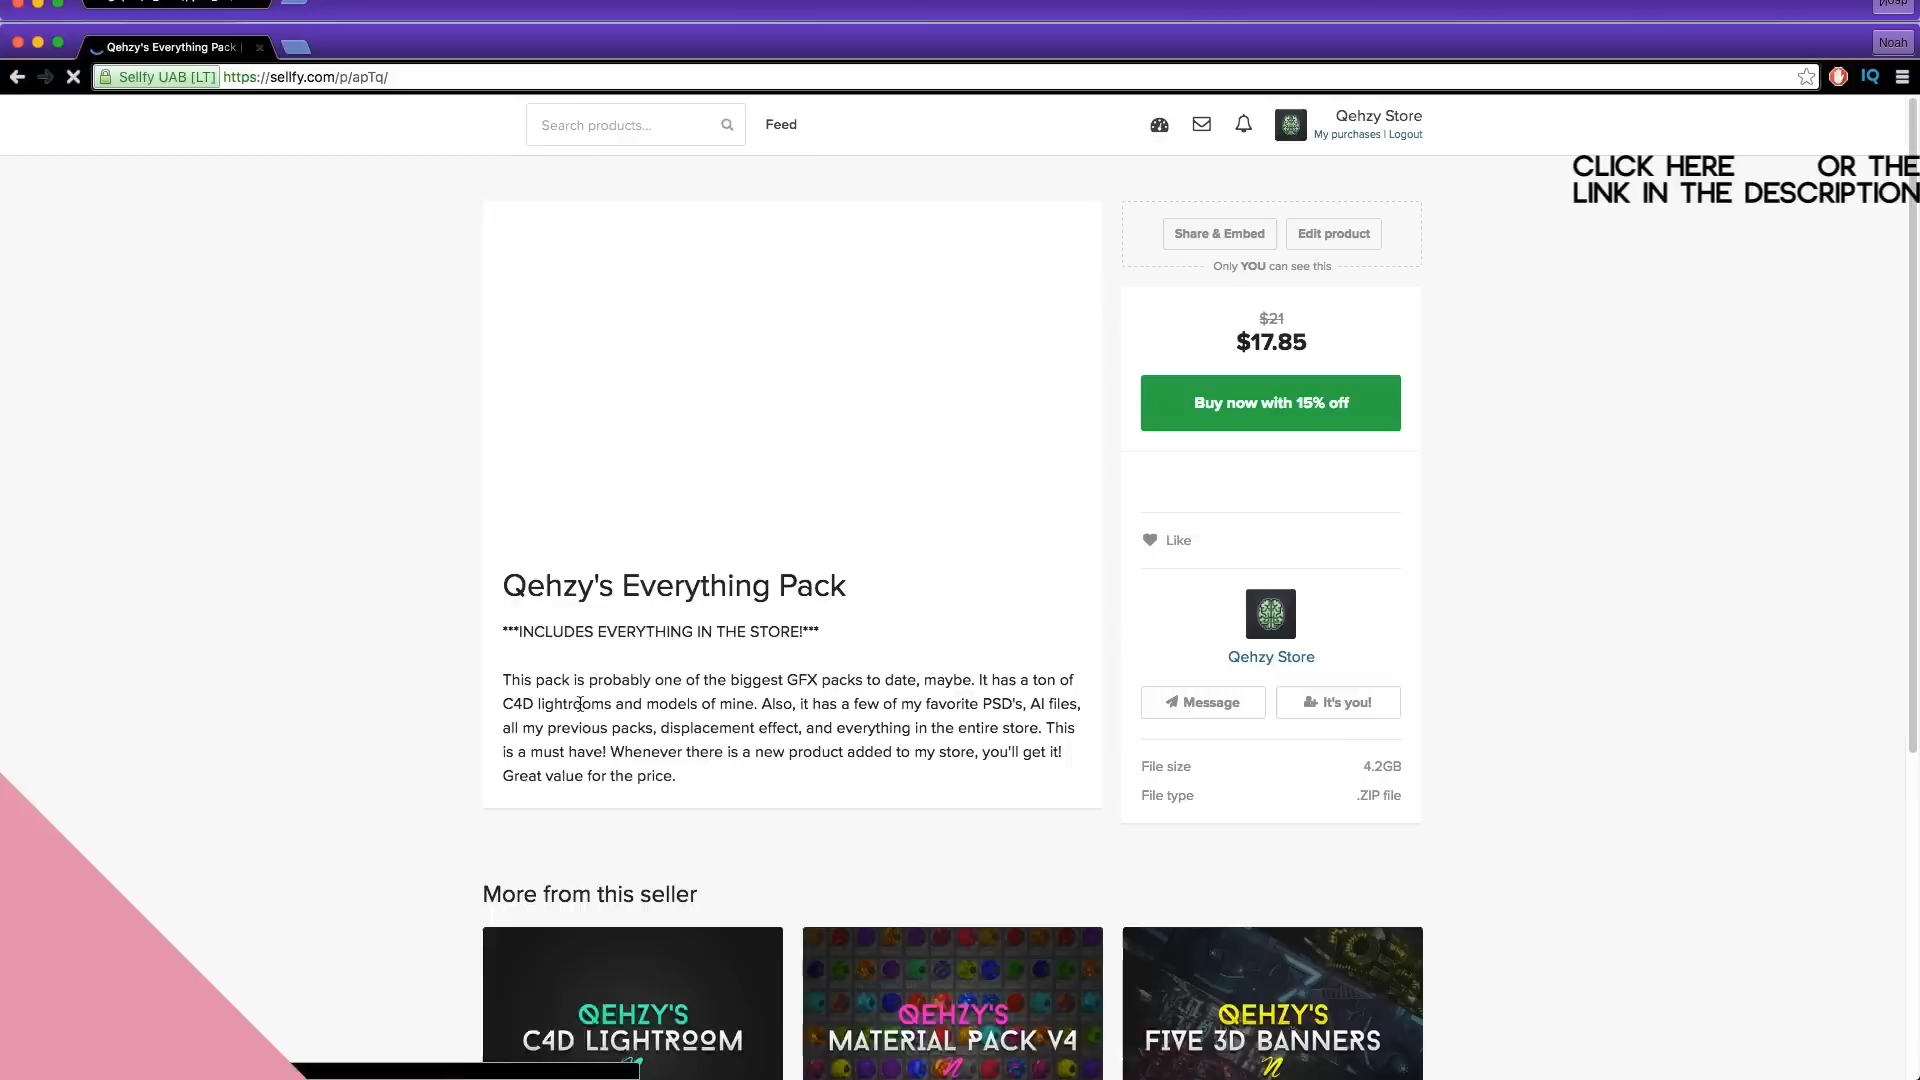 Qehzy's Everything Pack |
Noah
Sellfy UAB [LT] https://sellfy.com/p/apTq/
IQ
Search products...
Feed
Qehzy Store
My purchases | Logout
CLICK HERE OR THE
LINK IN THE DESCRIPTION
Share & Embed
Edit product
Only YOU can see this
$21
$17.85
Buy now with 15% off
Like
Qehzy's Everything Pack
***INCLUDES EVERYTHING IN THE STORE!***
This pack is probably one of the biggest GFX packs to date, maybe. It has a ton of
C4D lightrooms and models of mine. Also, it has a few of my favorite PSD's, AI files,
all my previous packs, displacement effect, and everything in the entire store. This
is a must have! Whenever there is a new product added to my store, you'll get it!
Great value for the price.
Qehzy Store
Message
It's you!
File size 4.2GB
File type .ZIP file
More from this seller
QEHZY'S
C4D LIGHTROOM
QEHZY'S
MATERIAL PACK V4
QEHZY'S
FIVE 3D BANNERS